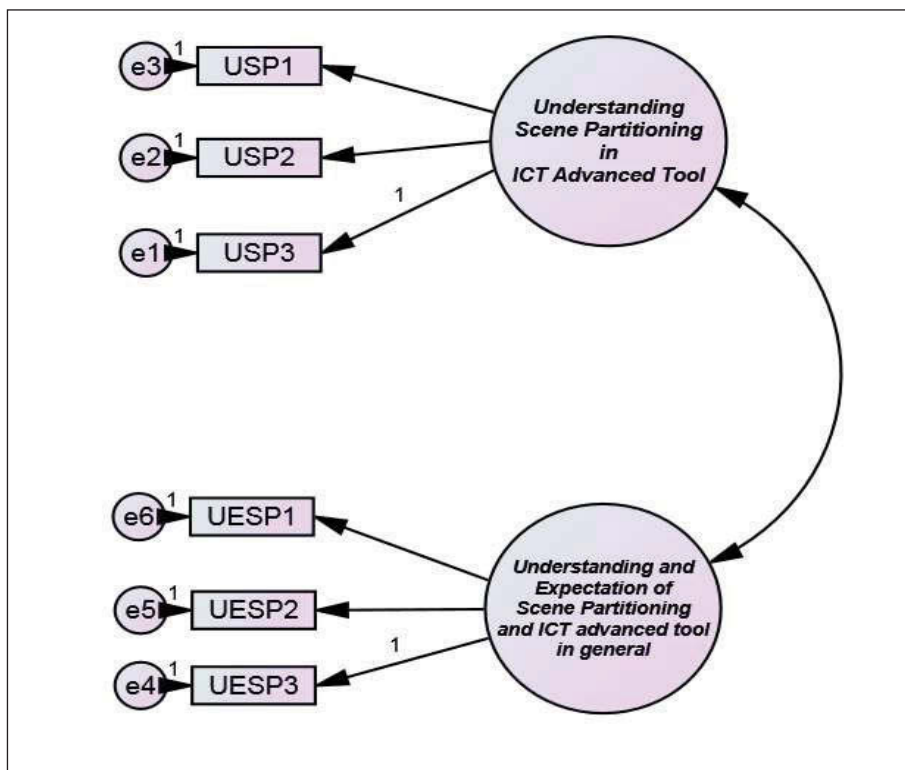 e3 1 USP1
e2 1 USP2
e1 1 USP3
1
Understanding
Scene Partitioning
in
ICT Advanced Tool
e6 1 UESP1
e5 1 UESP2
e4 1 UESP3
1
Understanding and
Expectation of
Scene Partitioning
and ICT advanced tool
in general